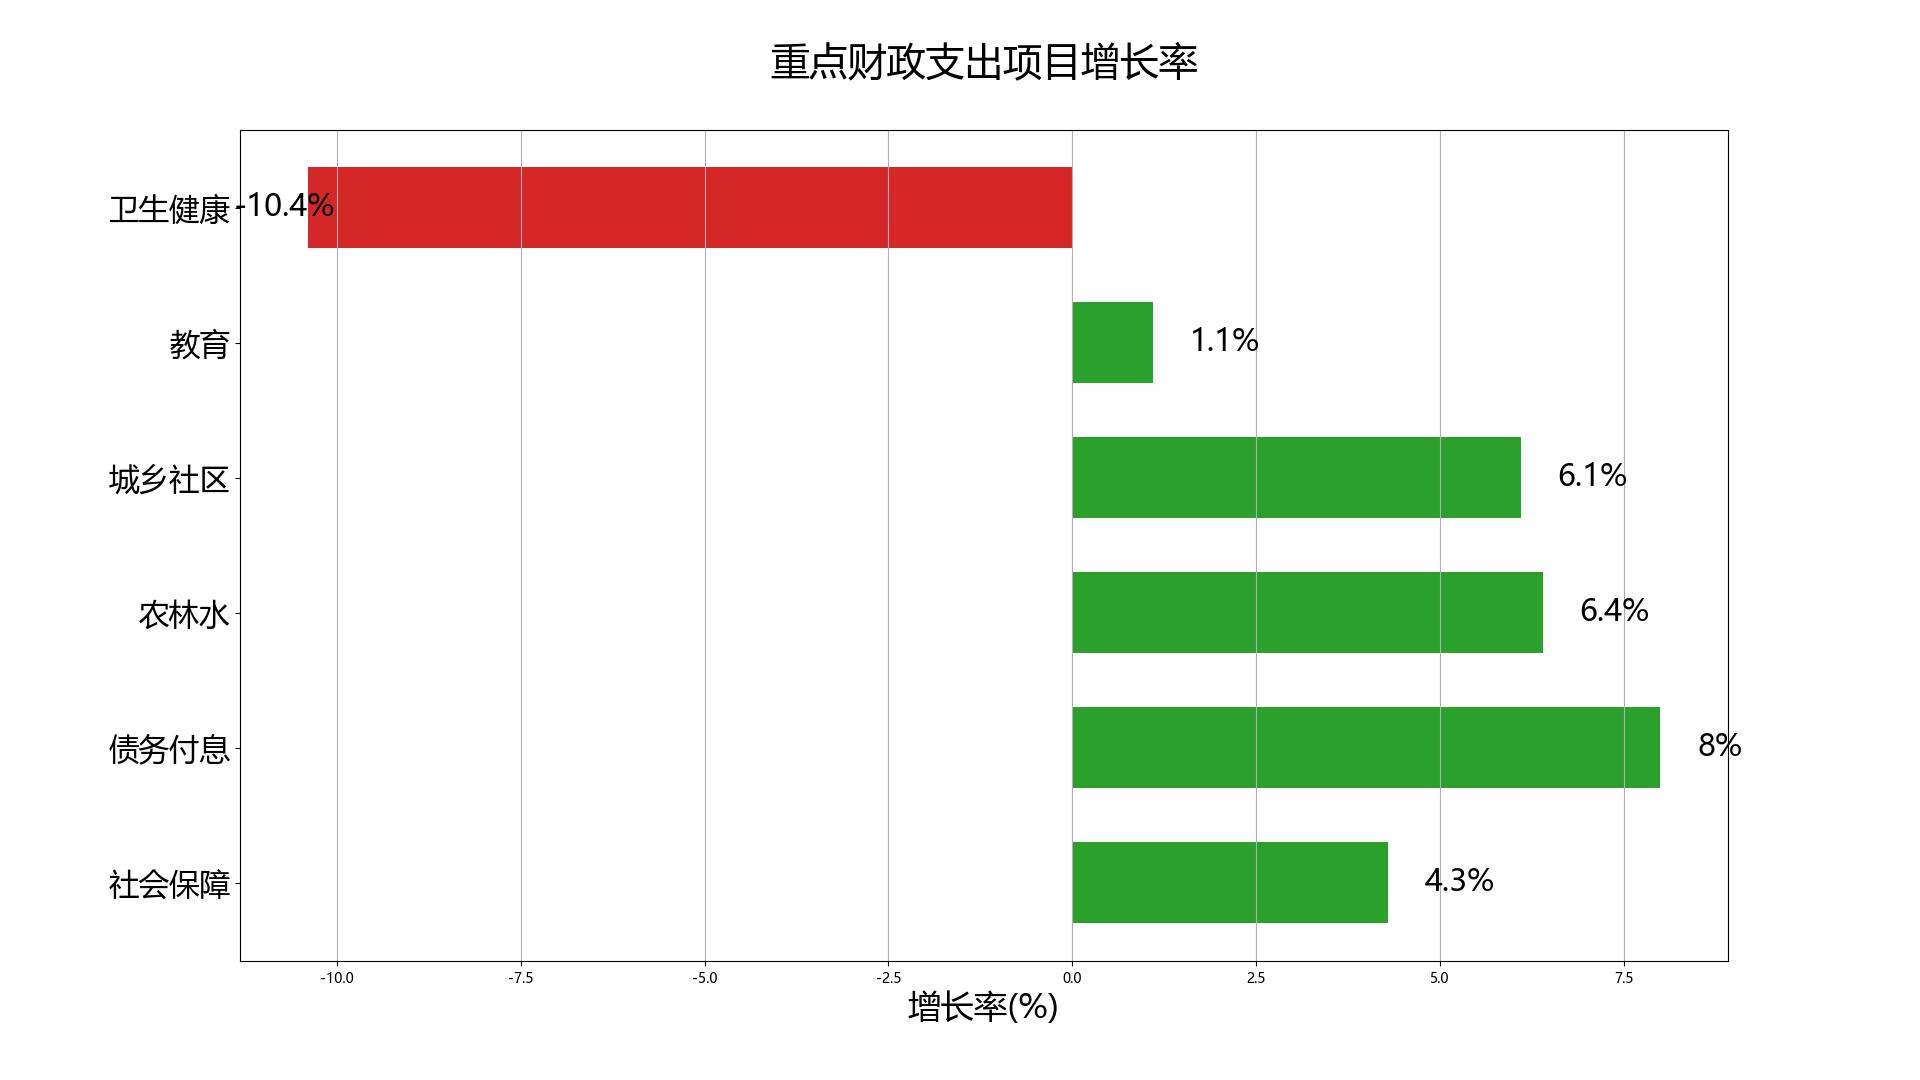 重点财政支出项目增长率
卫生健康 -10.4%
教育 1.1%
城乡社区 6.1%
农林水 6.4%
债务付息 8%
社会保障 4.3%
-10.0 -7.5 -5.0 -2.5 0.0 2.5 5.0 7.5
增长率(%)